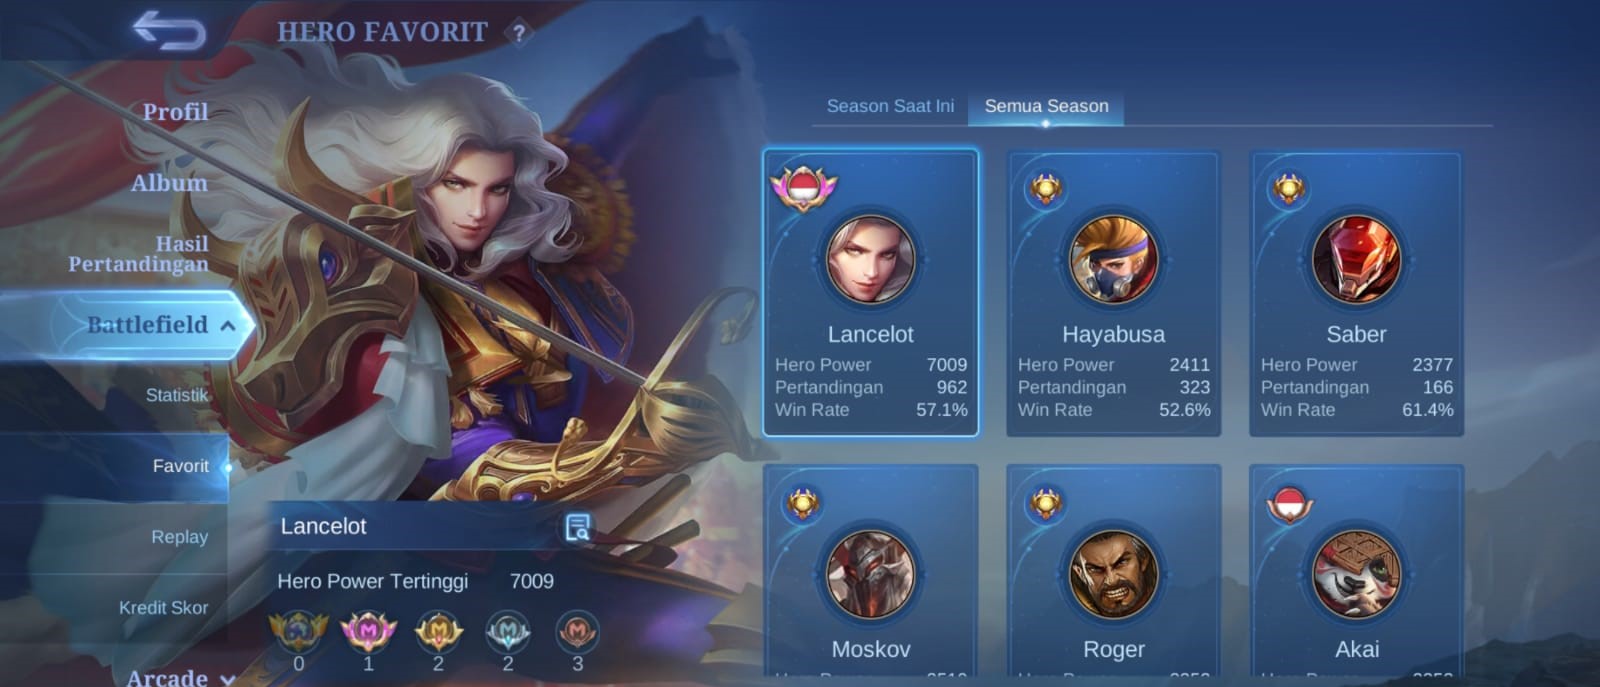 HERO FAVORIT ?
Profil
Album
Hasil
Pertandingan
Battlefield
Statistik
Favorit
Replay
Kredit Skor
Arcade
Lancelot
Hero Power Tertinggi 7009
0 1 2 2 3
Season Saat Ini Semua Season
Lancelot
Hero Power 7009
Pertandingan 962
Win Rate 57.1%
Hayabusa
Hero Power 2411
Pertandingan 323
Win Rate 52.6%
Saber
Hero Power 2377
Pertandingan 166
Win Rate 61.4%
Moskov
Roger
Akai